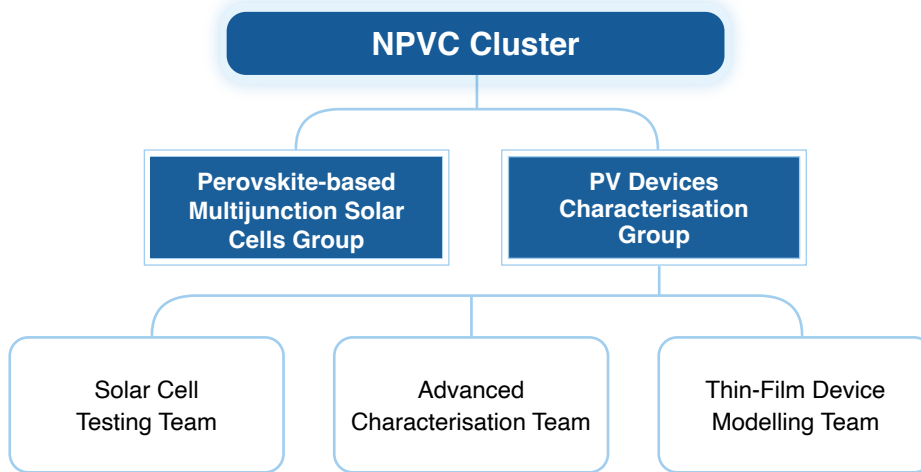 NPVC Cluster
Perovskite-based
Multijunction Solar
Cells Group
PV Devices
Characterisation
Group
Solar Cell
Testing Team
Advanced
Characterisation Team
Thin-Film Device
Modelling Team